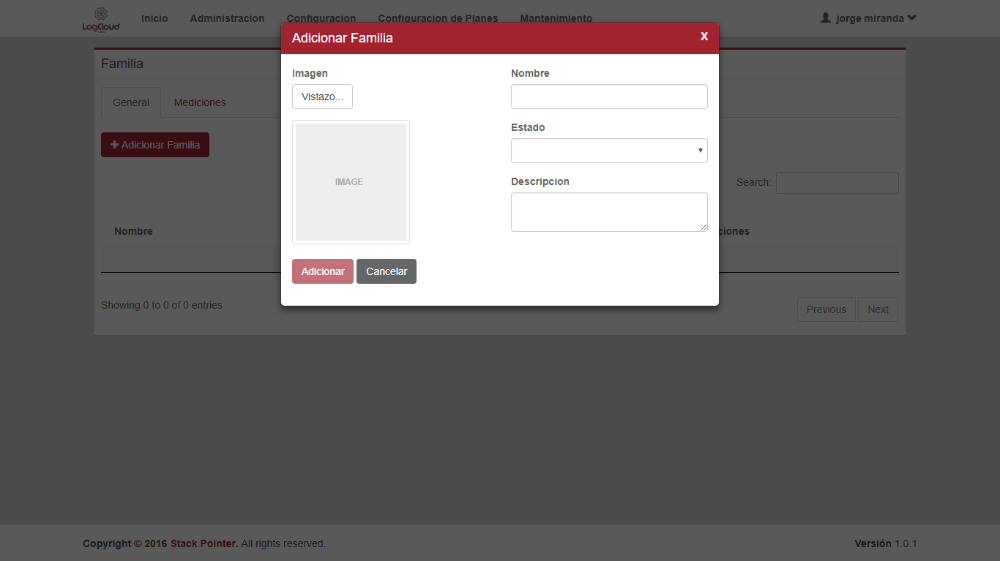 LogCloud
Inicio
Administracion
Configuracion
Configuracion de Planes
Mantenimiento
jorge miranda
Adicionar Familia
x
Familia
General
Mediciones
Adicionar Familia
Imagen
Vistazo...
IMAGE
Nombre
Estado
Descripcion
Adicionar
Cancelar
Search:
Nombre
ciones
Showing 0 to 0 of 0 entries
Previous
Next
Copyright © 2016 Stack Pointer. All rights reserved.
Versión 1.0.1